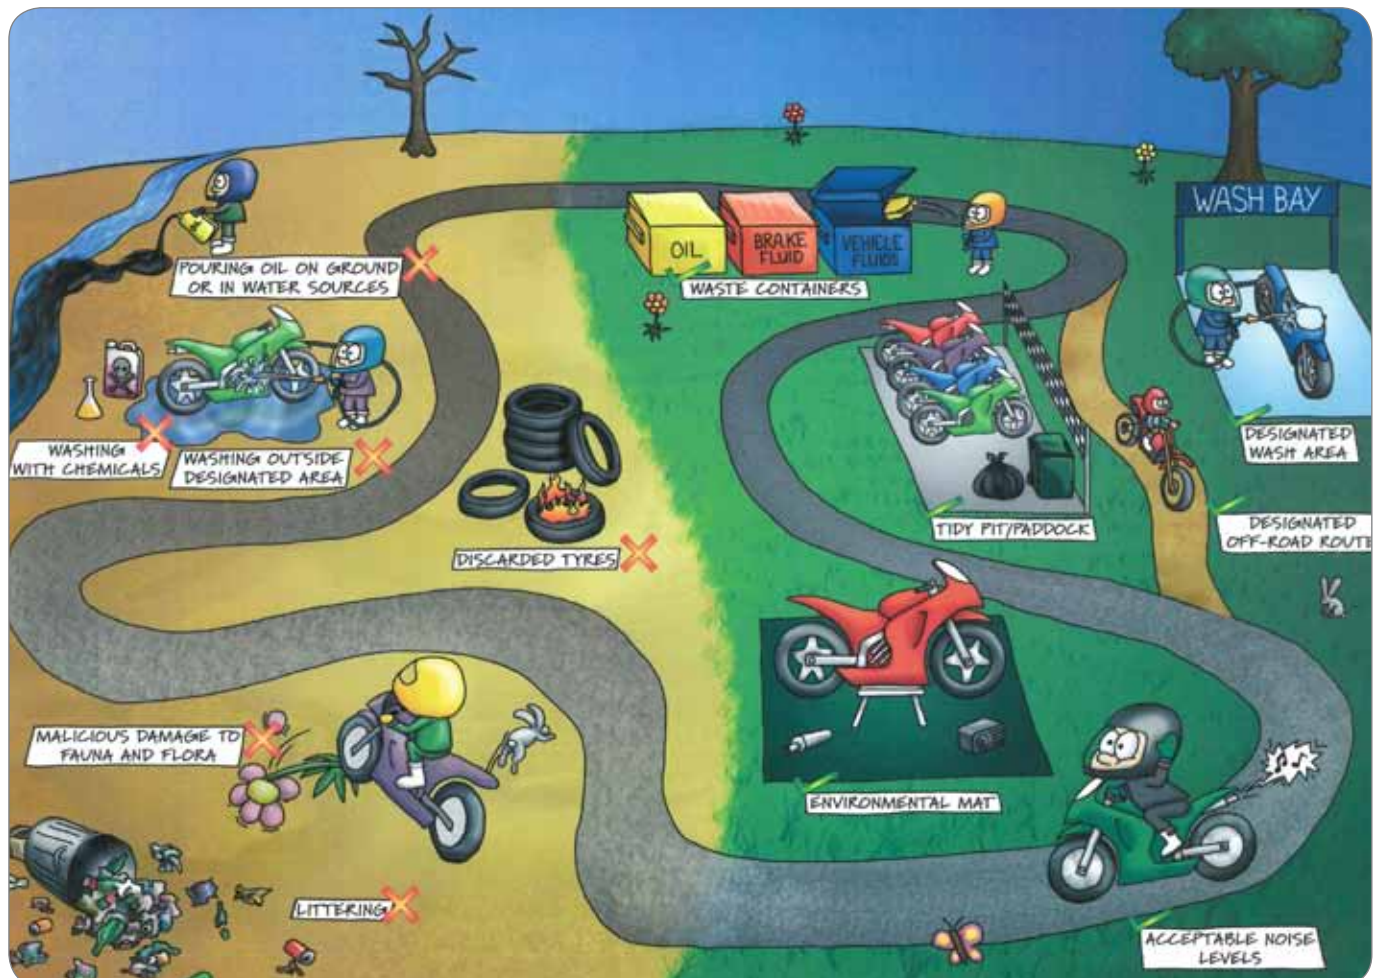 WASH BAY
OIL
BRAKE
FLUID
VEHICLE
FLUIDS
POURING OIL ON GROUND
OR IN WATER SOURCES
WASTE CONTAINERS
WASHING
WITH CHEMICALS
WASHING OUTSIDE
DESIGNATED AREA
DESIGNATED
WASH AREA
TIDY PIT/PADDOCK
DESIGNATED
OFF-ROAD ROUTE
DISCARDED TYRES
MALICIOUS DAMAGE TO
FAUNA AND FLORA
ENVIRONMENTAL MAT
LITTERING
ACCEPTABLE NOISE
LEVELS